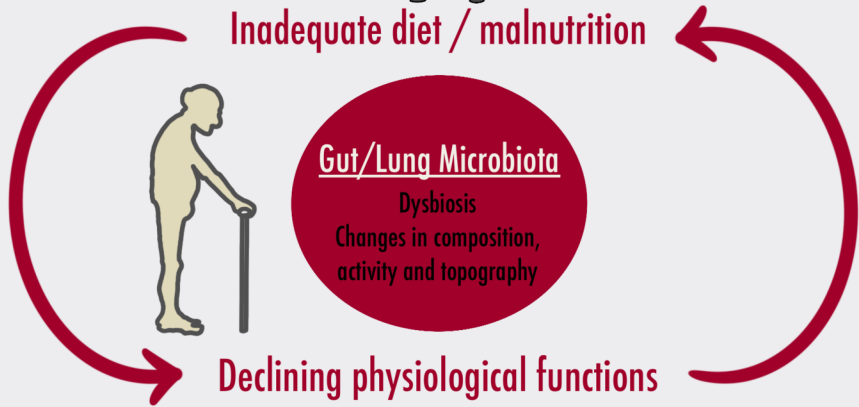 Inadequate diet / malnutrition
Gut/Lung Microbiota
Dysbiosis
Changes in composition,
activity and topography
Declining physiological functions